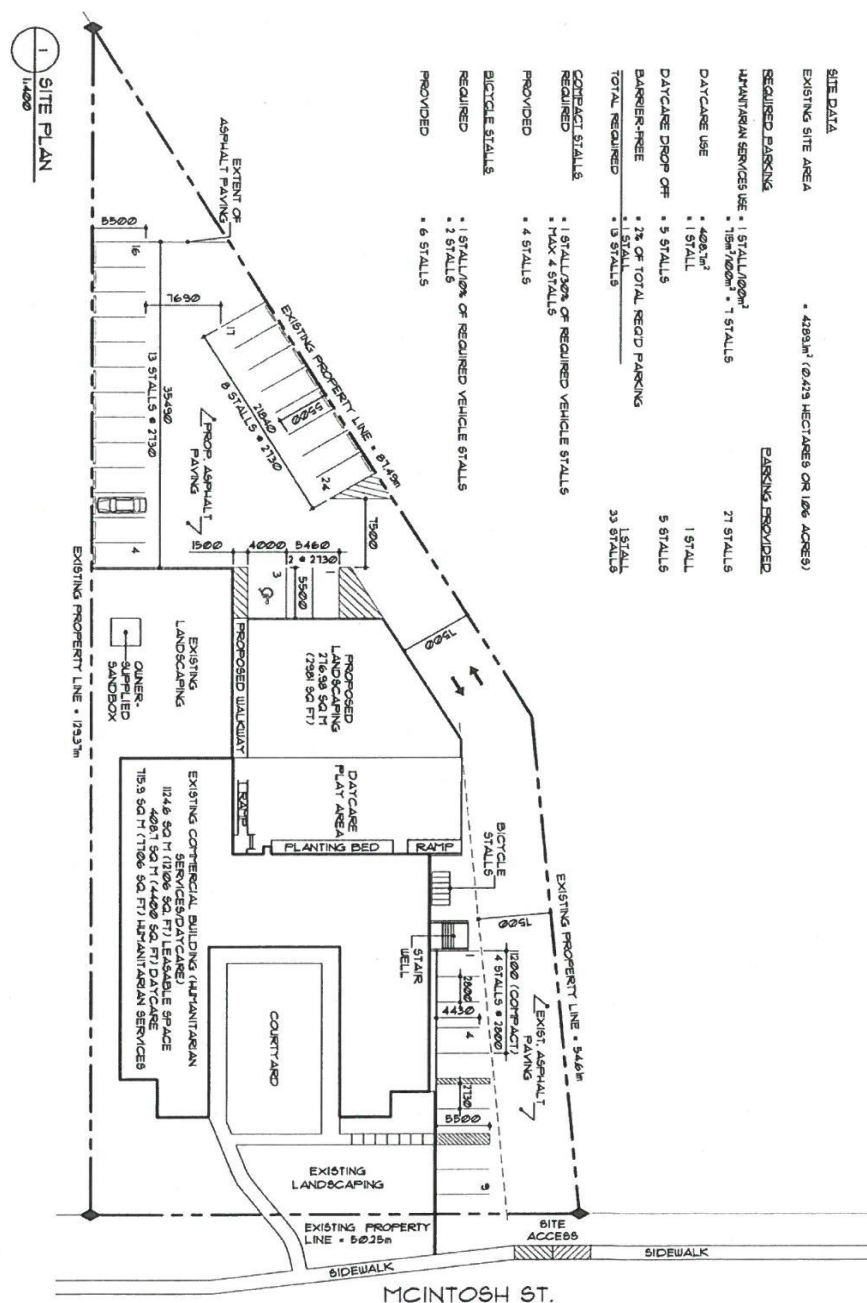 SITE DATA
EXISTING SITE AREA = 4289.1m² (0.429 HECTARES OR 1.06 ACRES)
REQUIRED PARKING PARKING PROVIDED
HUMANITARIAN SERVICES USE = 1 STALL/100m²
= 715m²/100m² = 7 STALLS 27 STALLS
DAYCARE USE = 408.7m²
= 1 STALL 1 STALL
DAYCARE DROP OFF = 5 STALLS 5 STALLS
BARRIER-FREE = 2% OF TOTAL REQ'D PARKING
= 1 STALL 1 STALL
TOTAL REQUIRED = 13 STALLS 33 STALLS
COMPACT STALLS
REQUIRED = 1 STALL/30% OF REQUIRED VEHICLE STALLS
= MAX 4 STALLS
PROVIDED = 4 STALLS
BICYCLE STALLS
REQUIRED = 1 STALL/10% OF REQUIRED VEHICLE STALLS
= 2 STALLS
PROVIDED = 6 STALLS
EXISTING PROPERTY LINE = 87.49m
EXISTING PROPERTY LINE = 54.61m
EXTENT OF
ASPHALT PAVING
5500
16
7690
17
21840
8 STALLS @ 2730
5500
24
35490
13 STALLS @ 2730
4
PROP. ASPHALT
PAVING
7500
1500
4000
5460
2 @ 2730
3
1
5500
7500
PROPOSED WALKWAY
PROPOSED
LANDSCAPING
276.98 SQ M
(2981 SQ FT)
EXISTING
LANDSCAPING
OWNER-
SUPPLIED
SANDBOX
DAYCARE
PLAY AREA
RAMP
PLANTING BED
RAMP
BICYCLE
STALLS
STAIR
WELL
7500
11200 (COMPACT)
4 STALLS @ 2800
1
2800
4430
4
EXIST. ASPHALT
PAVING
2730
5500
9
EXISTING COMMERCIAL BUILDING (HUMANITARIAN
SERVICES/DAYCARE)
1124.6 SQ M (12106 SQ. FT) LEASABLE SPACE
408.7 SQ M (4400 SQ. FT) DAYCARE
715.9 SQ M (7706 SQ. FT) HUMANITARIAN SERVICES
COURTYARD
EXISTING PROPERTY LINE = 129.37m
EXISTING
LANDSCAPING
EXISTING PROPERTY
LINE = 50.25m
SITE
ACCESS
SIDEWALK
SIDEWALK
MCINTOSH ST.
1
SITE PLAN
1:400